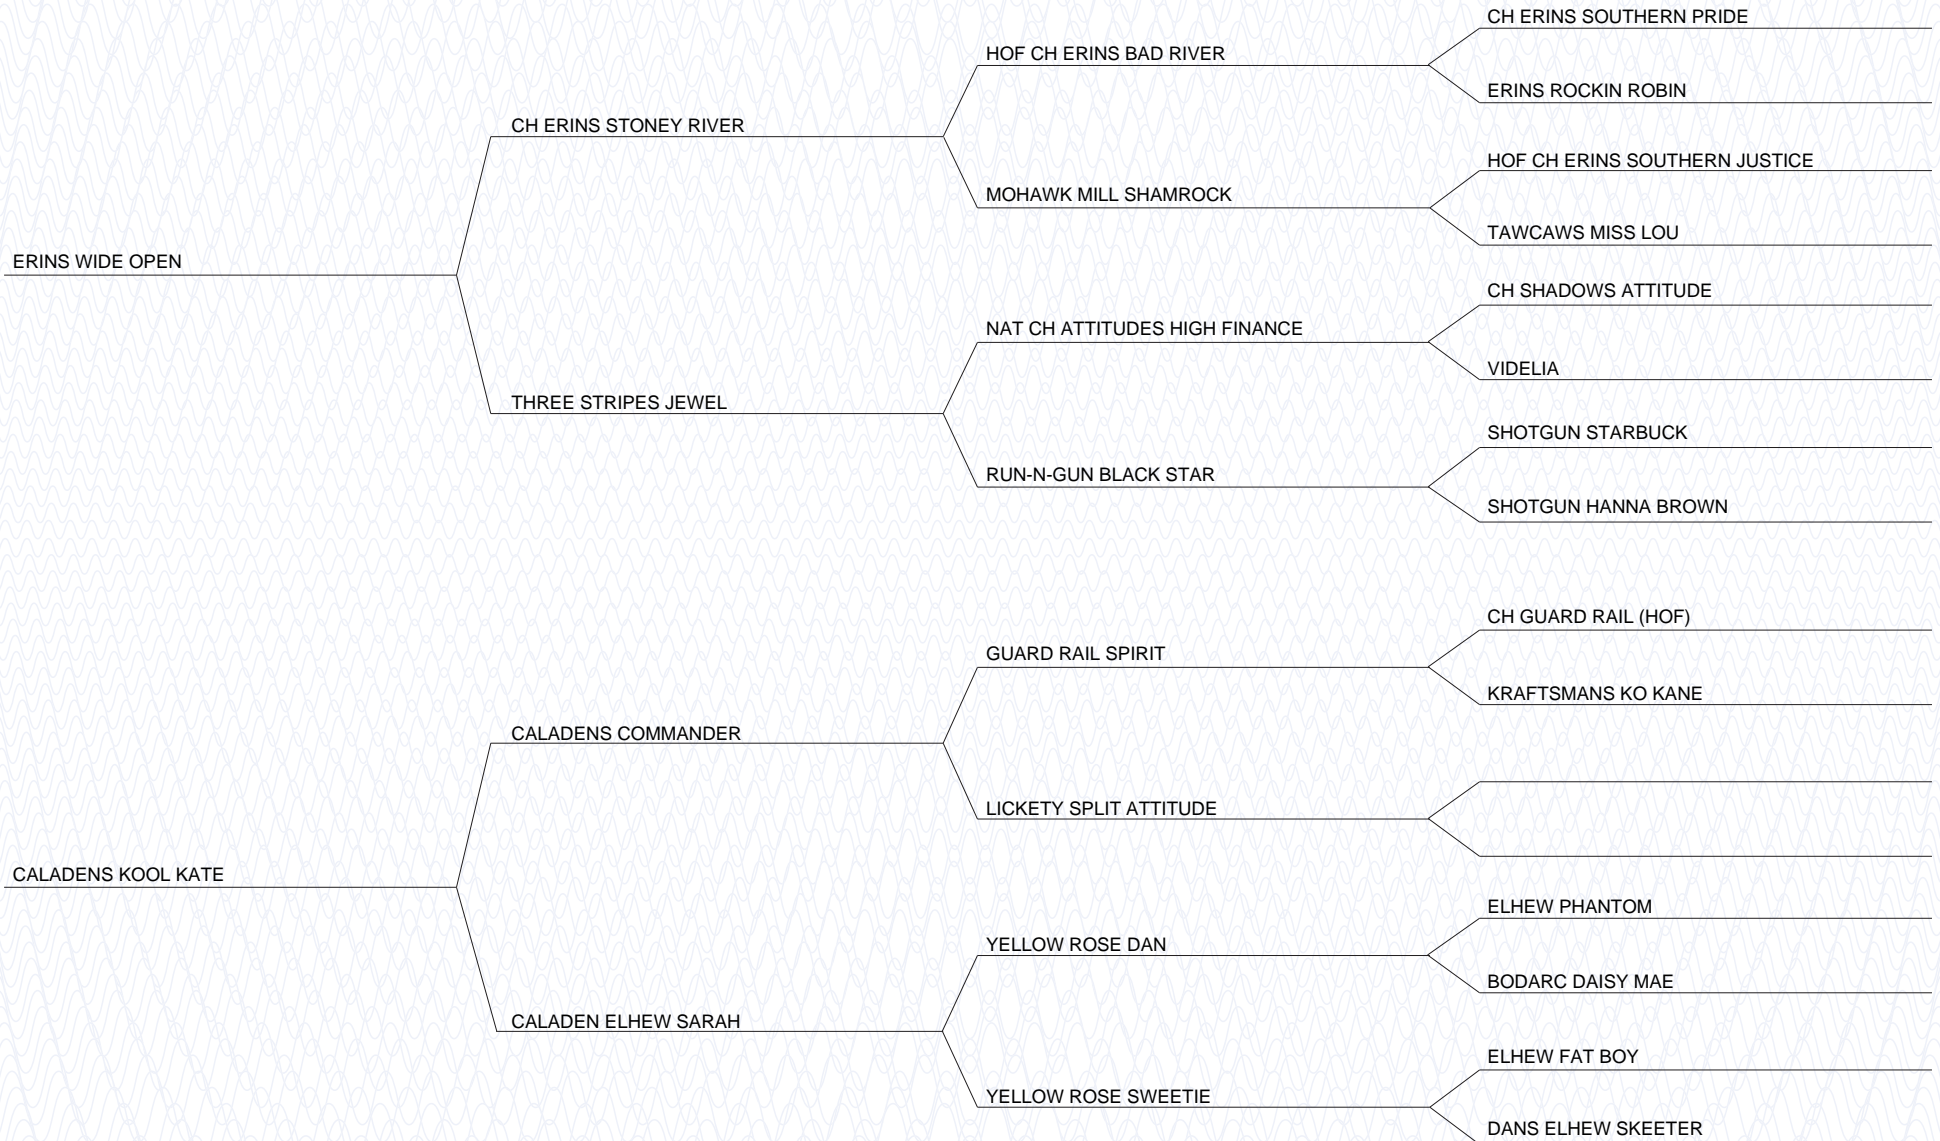 CH ERINS SOUTHERN PRIDE
HOF CH ERINS BAD RIVER
ERINS ROCKIN ROBIN
CH ERINS STONEY RIVER
HOF CH ERINS SOUTHERN JUSTICE
MOHAWK MILL SHAMROCK
TAWCAWS MISS LOU
ERINS WIDE OPEN
CH SHADOWS ATTITUDE
NAT CH ATTITUDES HIGH FINANCE
VIDELIA
THREE STRIPES JEWEL
SHOTGUN STARBUCK
RUN-N-GUN BLACK STAR
SHOTGUN HANNA BROWN
CH GUARD RAIL (HOF)
GUARD RAIL SPIRIT
KRAFTSMANS KO KANE
CALADENS COMMANDER
LICKETY SPLIT ATTITUDE
CALADENS KOOL KATE
ELHEW PHANTOM
YELLOW ROSE DAN
BODARC DAISY MAE
CALADEN ELHEW SARAH
ELHEW FAT BOY
YELLOW ROSE SWEETIE
DANS ELHEW SKEETER